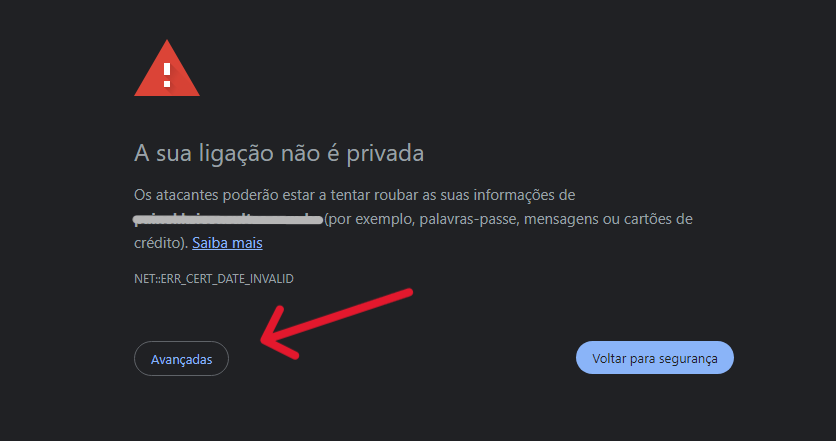 A sua ligação não é privada
Os atacantes poderão estar a tentar roubar as suas informações de
(por exemplo, palavras-passe, mensagens ou cartões de
crédito). Saiba mais
NET::ERR_CERT_DATE_INVALID
Avançadas
Voltar para segurança